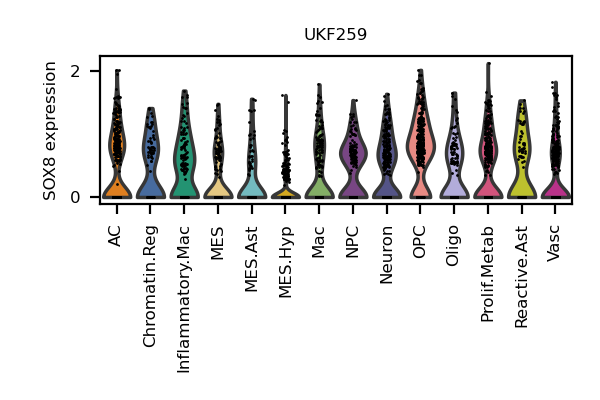 UKF259
SOX8 expression
2
0
AC
Chromatin.Reg
Inflammatory.Mac
MES
MES.Ast
MES.Hyp
Mac
NPC
Neuron
OPC
Oligo
Prolif.Metab
Reactive.Ast
Vasc